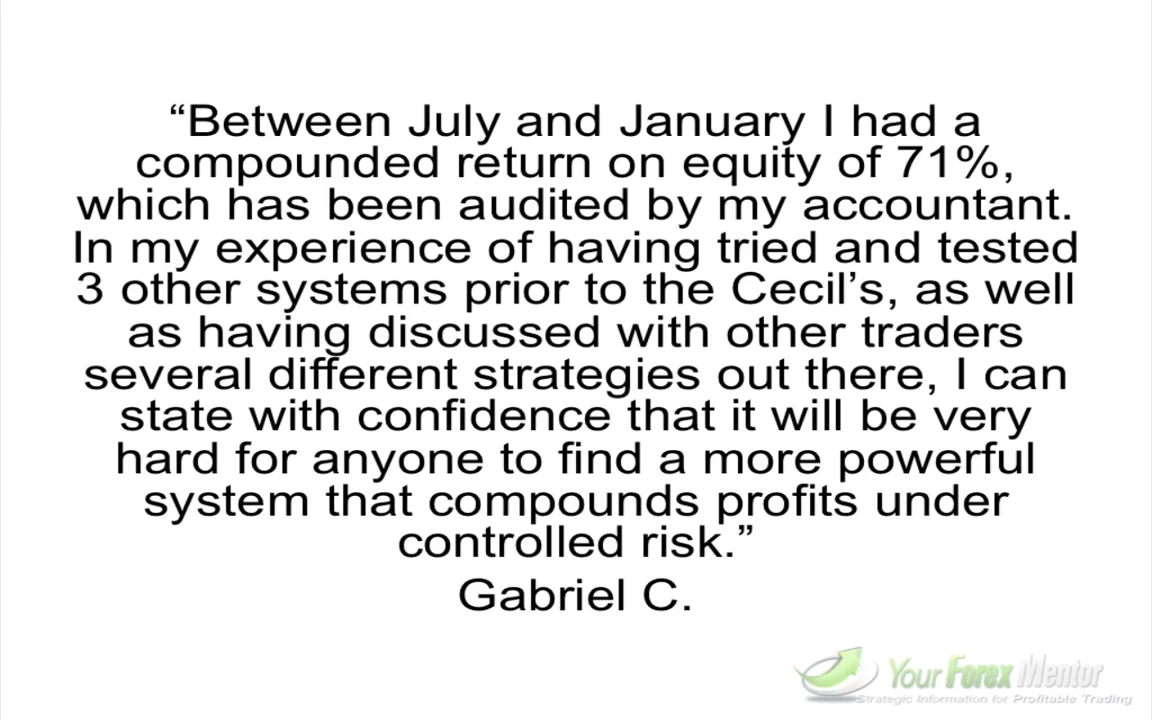 “Between July and January I had a
compounded return on equity of 71%,
which has been audited by my accountant.
In my experience of having tried and tested
3 other systems prior to the Cecil’s, as well
as having discussed with other traders
several different strategies out there, I can
state with confidence that it will be very
hard for anyone to find a more powerful
system that compounds profits under
controlled risk.”
Gabriel C.
Your Forex Mentor
Strategic Information for Profitable Trading